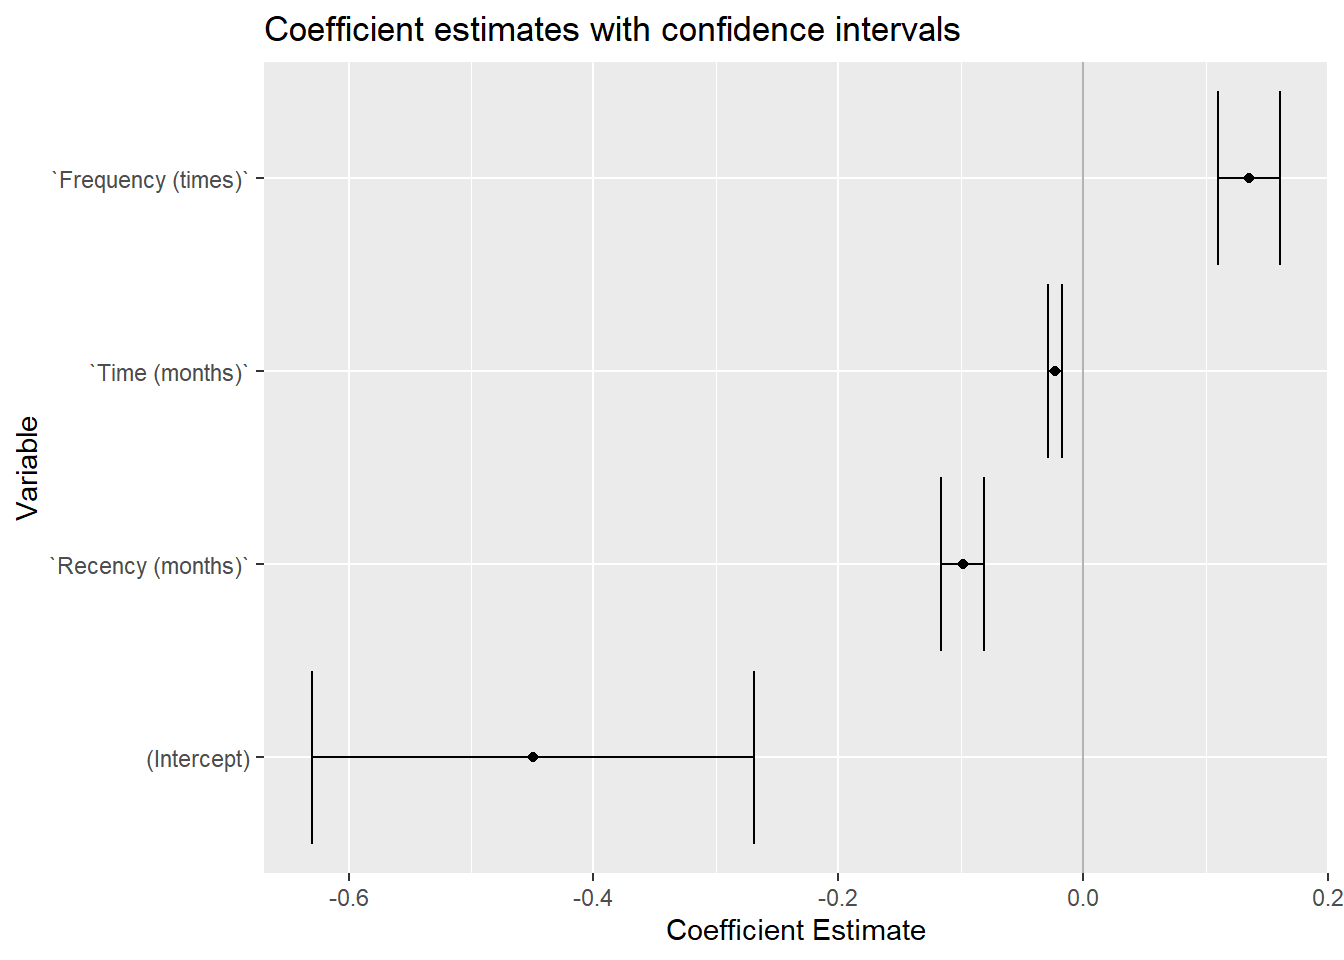 Coefficient estimates with confidence intervals
`Frequency (times)`
`Time (months)`
`Recency (months)`
(Intercept)
Variable
-0.6
-0.4
-0.2
0.0
0.2
Coefficient Estimate